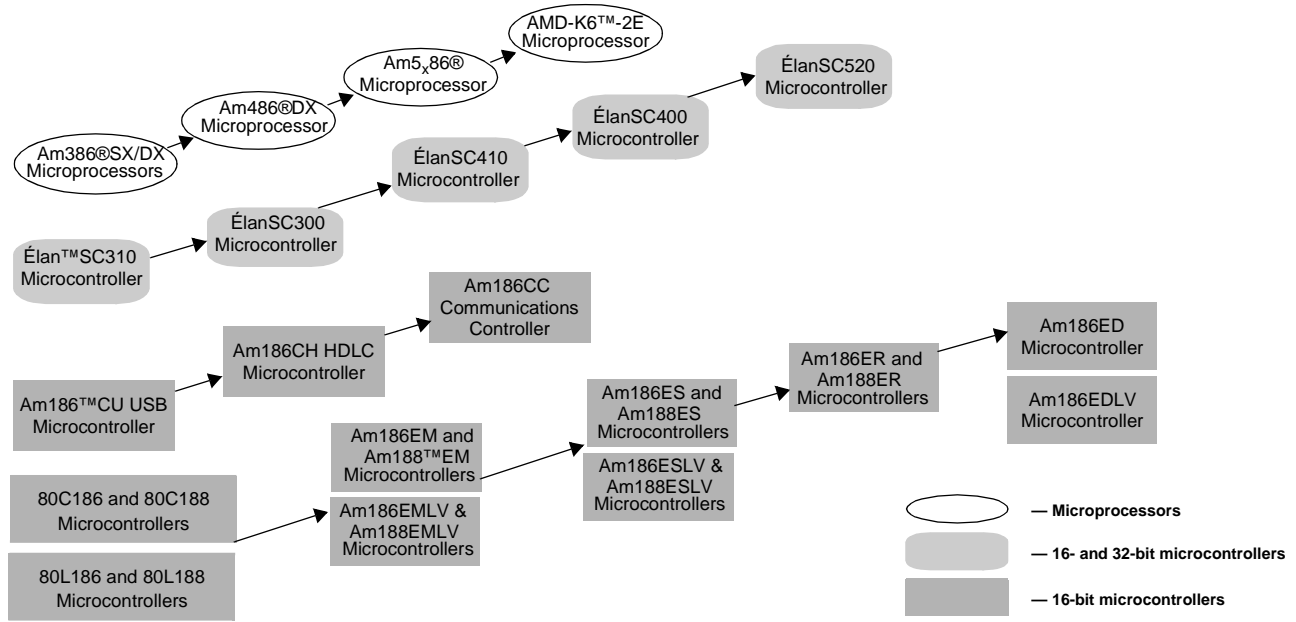 AMD-K6™-2E
Microprocessor
Am5x86®
Microprocessor
Am486®DX
Microprocessor
Am386®SX/DX
Microprocessors
ÉlanSC520
Microcontroller
ÉlanSC400
Microcontroller
ÉlanSC410
Microcontroller
ÉlanSC300
Microcontroller
Élan™SC310
Microcontroller
Am186CC
Communications
Controller
Am186CH HDLC
Microcontroller
Am186™CU USB
Microcontroller
Am186ED
Microcontroller
Am186EDLV
Microcontroller
Am186ER and
Am188ER
Microcontrollers
Am186ES and
Am188ES
Microcontrollers
Am186ESLV &
Am188ESLV
Microcontrollers
Am186EM and
Am188™EM
Microcontrollers
Am186EMLV &
Am188EMLV
Microcontrollers
80C186 and 80C188
Microcontrollers
80L186 and 80L188
Microcontrollers
— Microprocessors
— 16- and 32-bit microcontrollers
— 16-bit microcontrollers